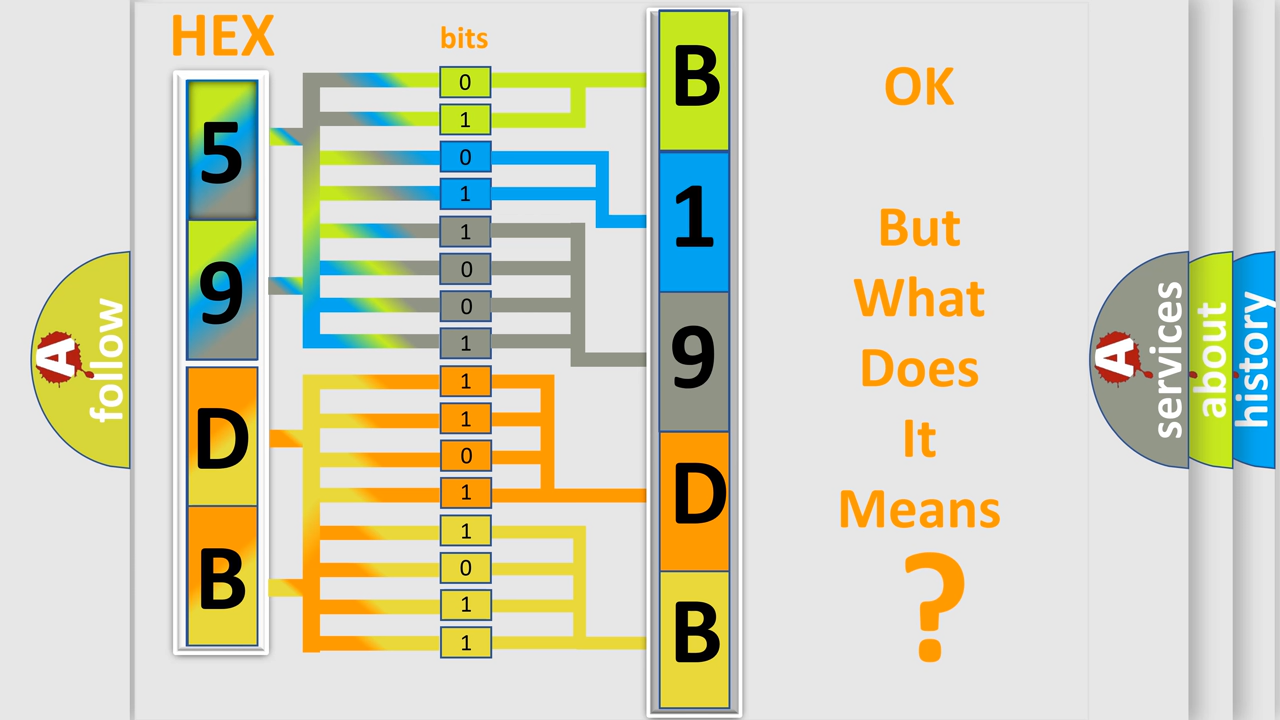 HEX
bits
5
9
D
B
0
1
0
1
1
0
0
1
1
1
0
1
1
0
1
1
B
1
9
D
B
OK
But
What
Does
It
Means
?
A
follow
A
services
about
history